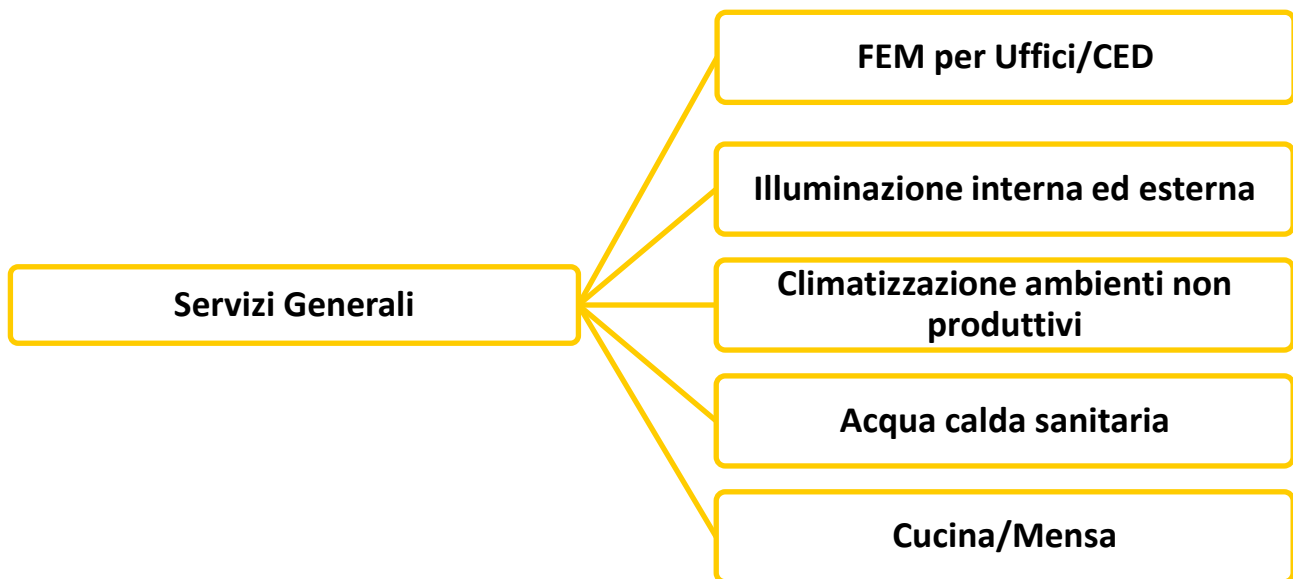 FEM per Uffici/CED
Illuminazione interna ed esterna
Servizi Generali
Climatizzazione ambienti non
produttivi
Acqua calda sanitaria
Cucina/Mensa